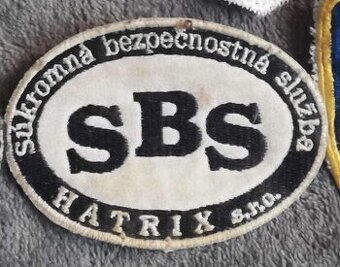 Súkromná bezpečnostná služba
SBS
HATRIX s.r.o.